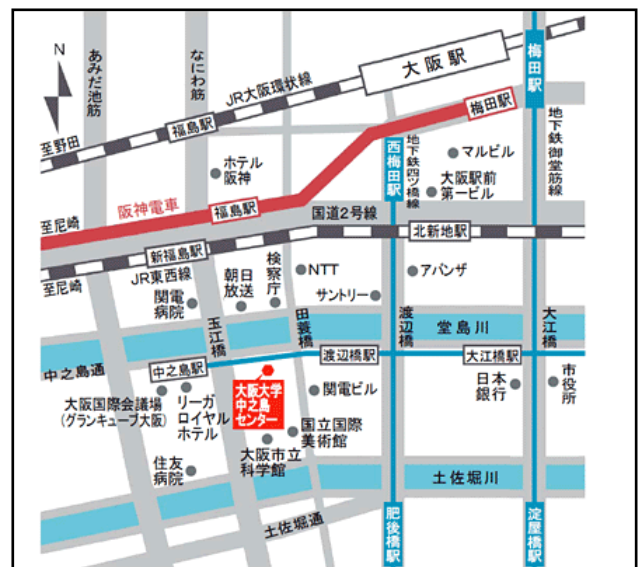 N
あみだ池筋
なにわ筋
JR大阪環状線
大阪駅
梅田駅
梅田駅
福島駅
至野田
ホテル
阪神
西梅田駅
地下鉄四ツ橋線
マルビル
大阪駅前
第一ビル
地下鉄御堂筋線
阪神電車
福島駅
国道2号線
至尼崎
北新地駅
新福島駅
JR東西線
至尼崎
関電
病院
朝日
放送
検察庁
NTT
サントリー
アバンザ
玉江橋
田蓑橋
渡辺橋
堂島川
大江橋
中之島通
中之島駅
渡辺橋駅
大江橋駅
大阪大学
中之島
センター
大阪国際会議場
(グランキューブ大阪)
リーガ
ロイヤル
ホテル
関電ビル
日本
銀行
市役所
国立国際
美術館
大阪市立
科学館
住友
病院
土佐堀川
土佐堀通
肥後橋駅
淀屋橋駅